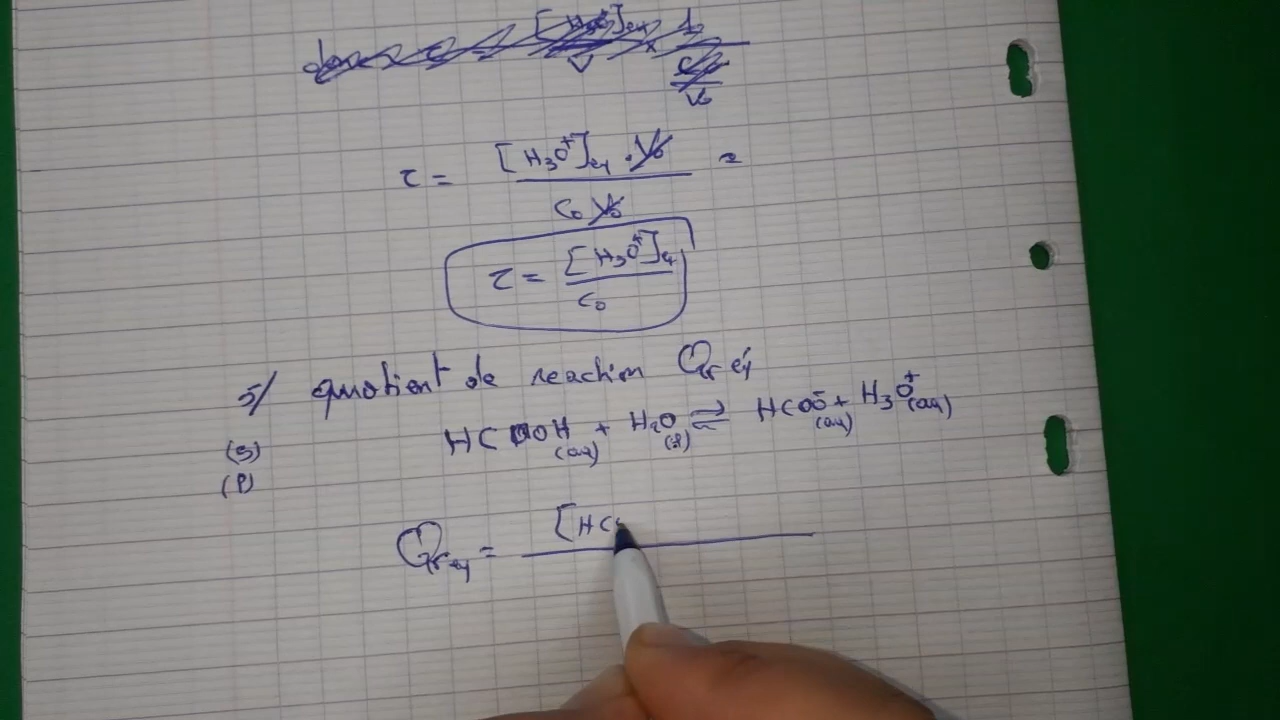 τ = [H₃O⁺]éq . V₀ / C₀ V₀ =
τ = [H₃O⁺]éq / C₀
5/ quotient de reaction Qr éq
HCOOH(aq) + H₂O(l) ⇌ HCOO⁻(aq) + H₃O⁺(aq)
(S)
(P)
Qr éq = [HC